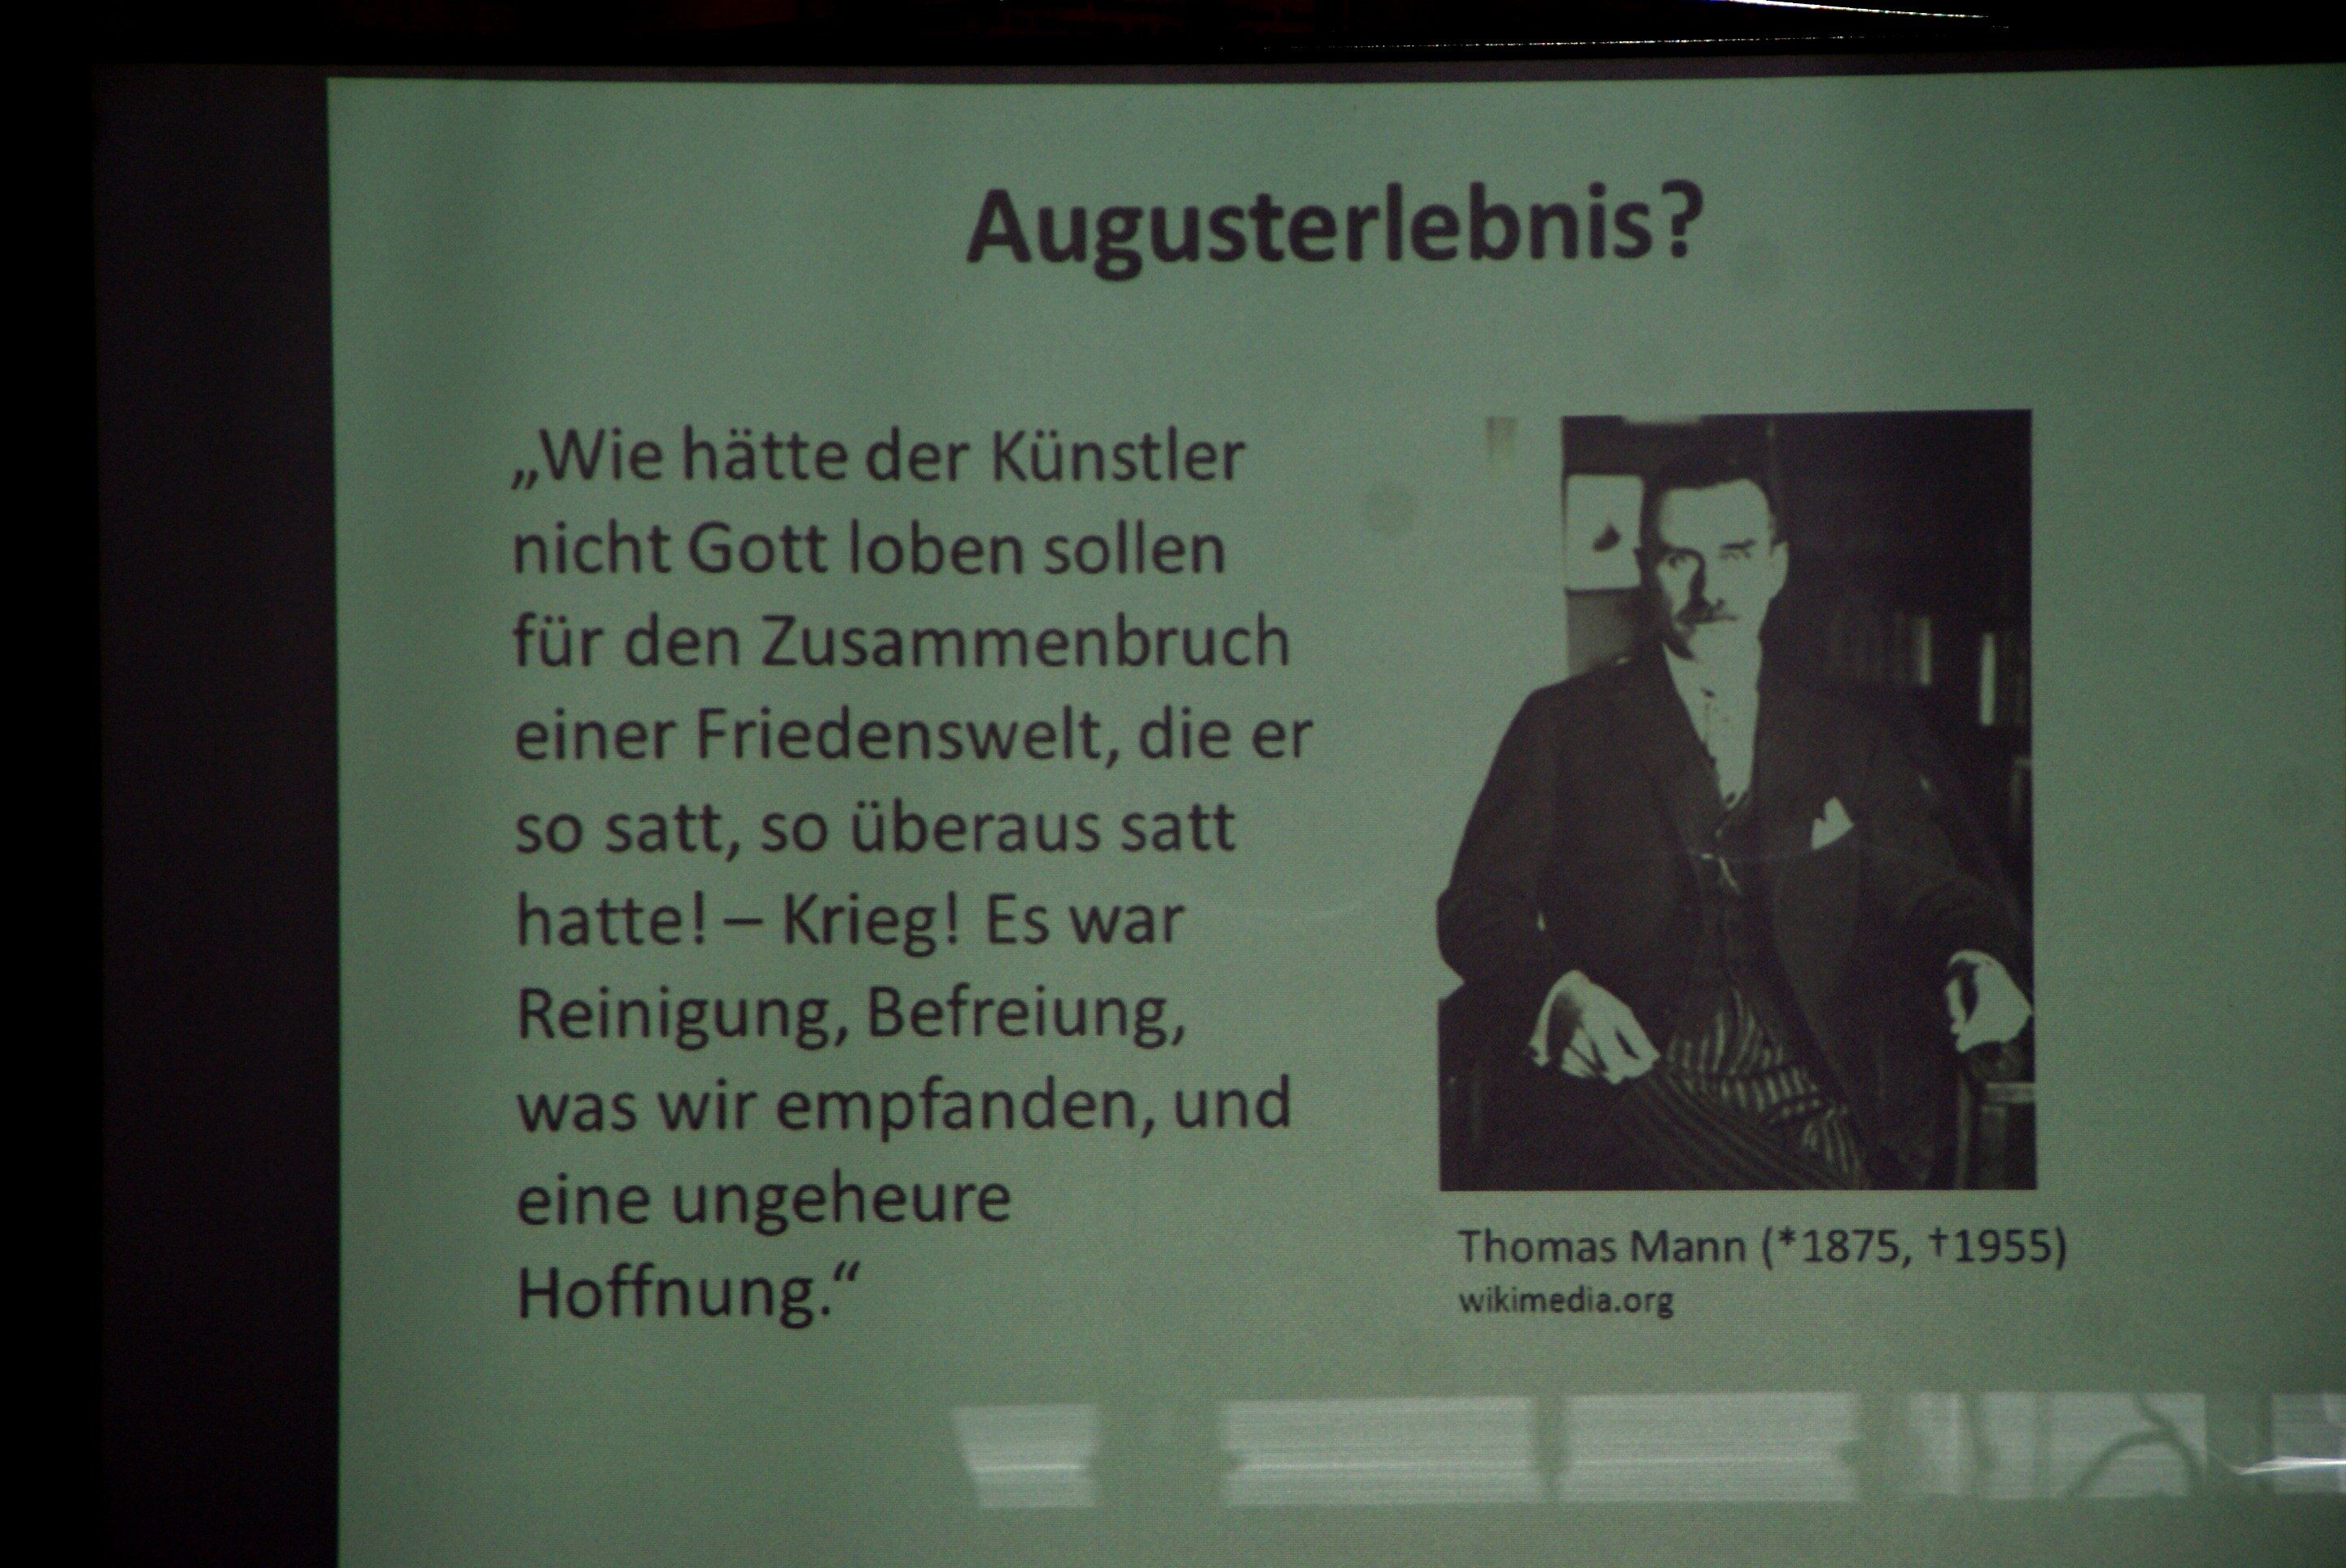 Augusterlebnis?
„Wie hätte der Künstler
nicht Gott loben sollen
für den Zusammenbruch
einer Friedenswelt, die er
so satt, so überaus satt
hatte! – Krieg! Es war
Reinigung, Befreiung,
was wir empfanden, und
eine ungeheure
Hoffnung.“
Thomas Mann (*1875, †1955)
wikimedia.org